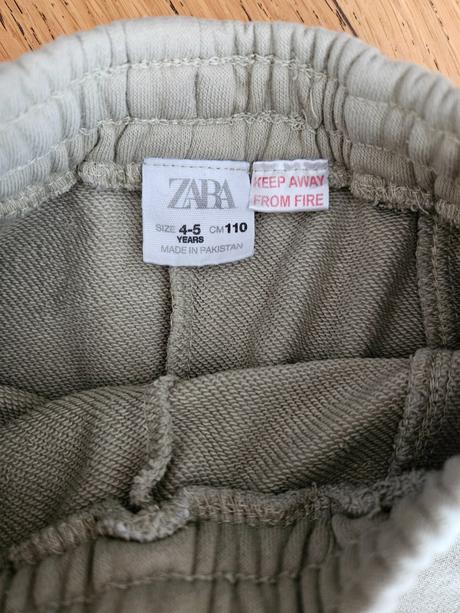 ZARA
SIZE 4-5 CM 110
YEARS
MADE IN PAKISTAN
KEEP AWAY
FROM FIRE